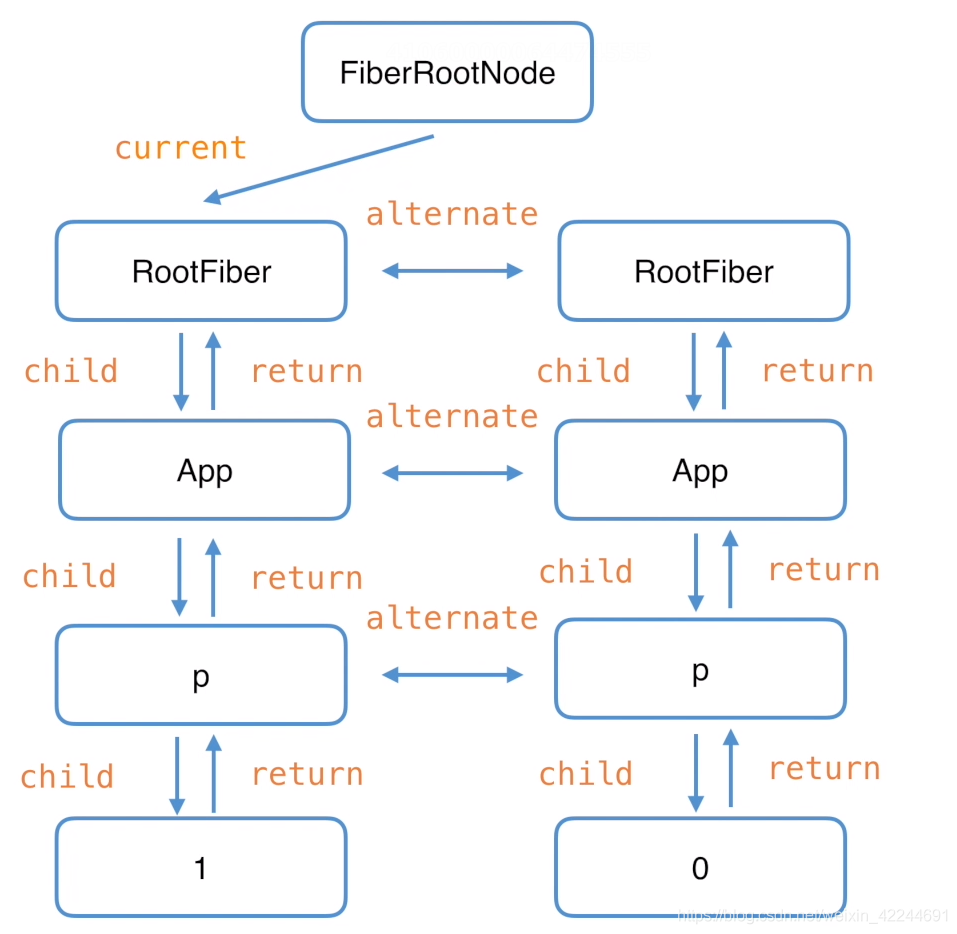 FiberRootNode
current
alternate
RootFiber
RootFiber
child
return
child
return
alternate
App
App
child
return
child
return
alternate
p
p
child
return
child
return
1
0
https://blog.csdn.net/weixin_42244691